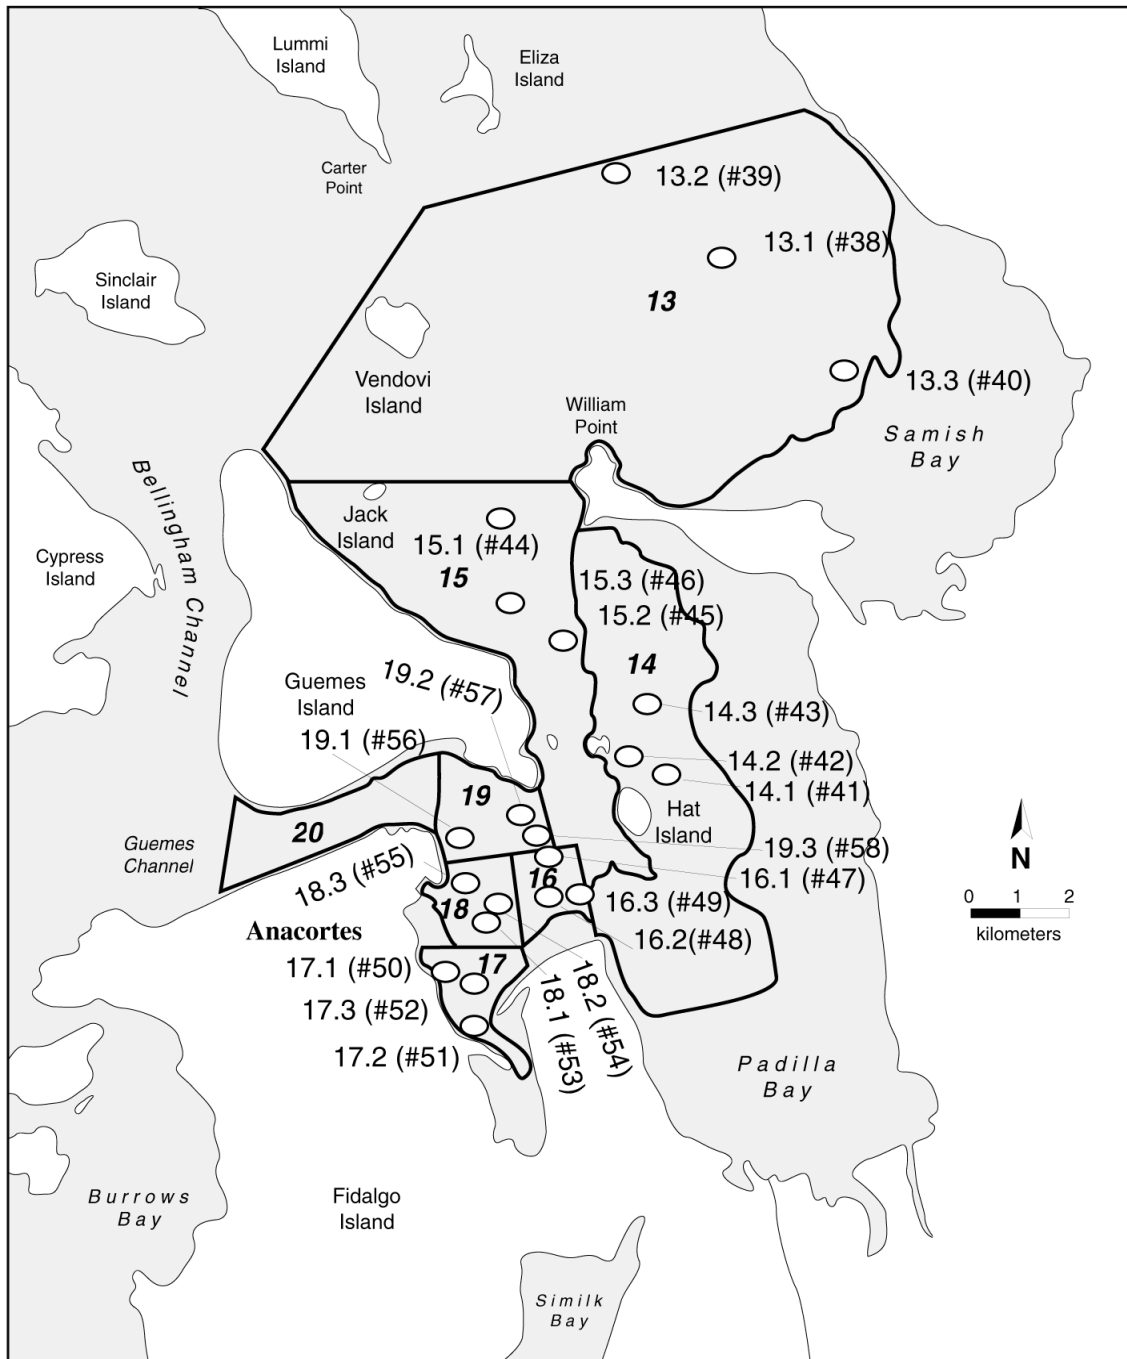 Lummi
Island
Eliza
Island
Carter
Point
13.2 (#39)
13.1 (#38)
Sinclair
Island
13
Vendovi
Island
13.3 (#40)
William
Point
Samish
Bay
Bellingham Channel
Jack
Island
15.1 (#44)
Cypress
Island
15
15.3 (#46)
15.2 (#45)
14
19.2 (#57)
Guemes
Island
14.3 (#43)
19.1 (#56)
14.2 (#42)
14.1 (#41)
19
Hat
Island
20
Guemes
Channel
19.3 (#58)
18.3 (#55)
16
16.1 (#47)
N
16.3 (#49)
0 1 2
kilometers
18
Anacortes
16.2(#48)
17.1 (#50)
17
17.3 (#52)
18.1 (#53)
18.2 (#54)
17.2 (#51)
Padilla
Bay
Burrows
Bay
Fidalgo
Island
Similk
Bay